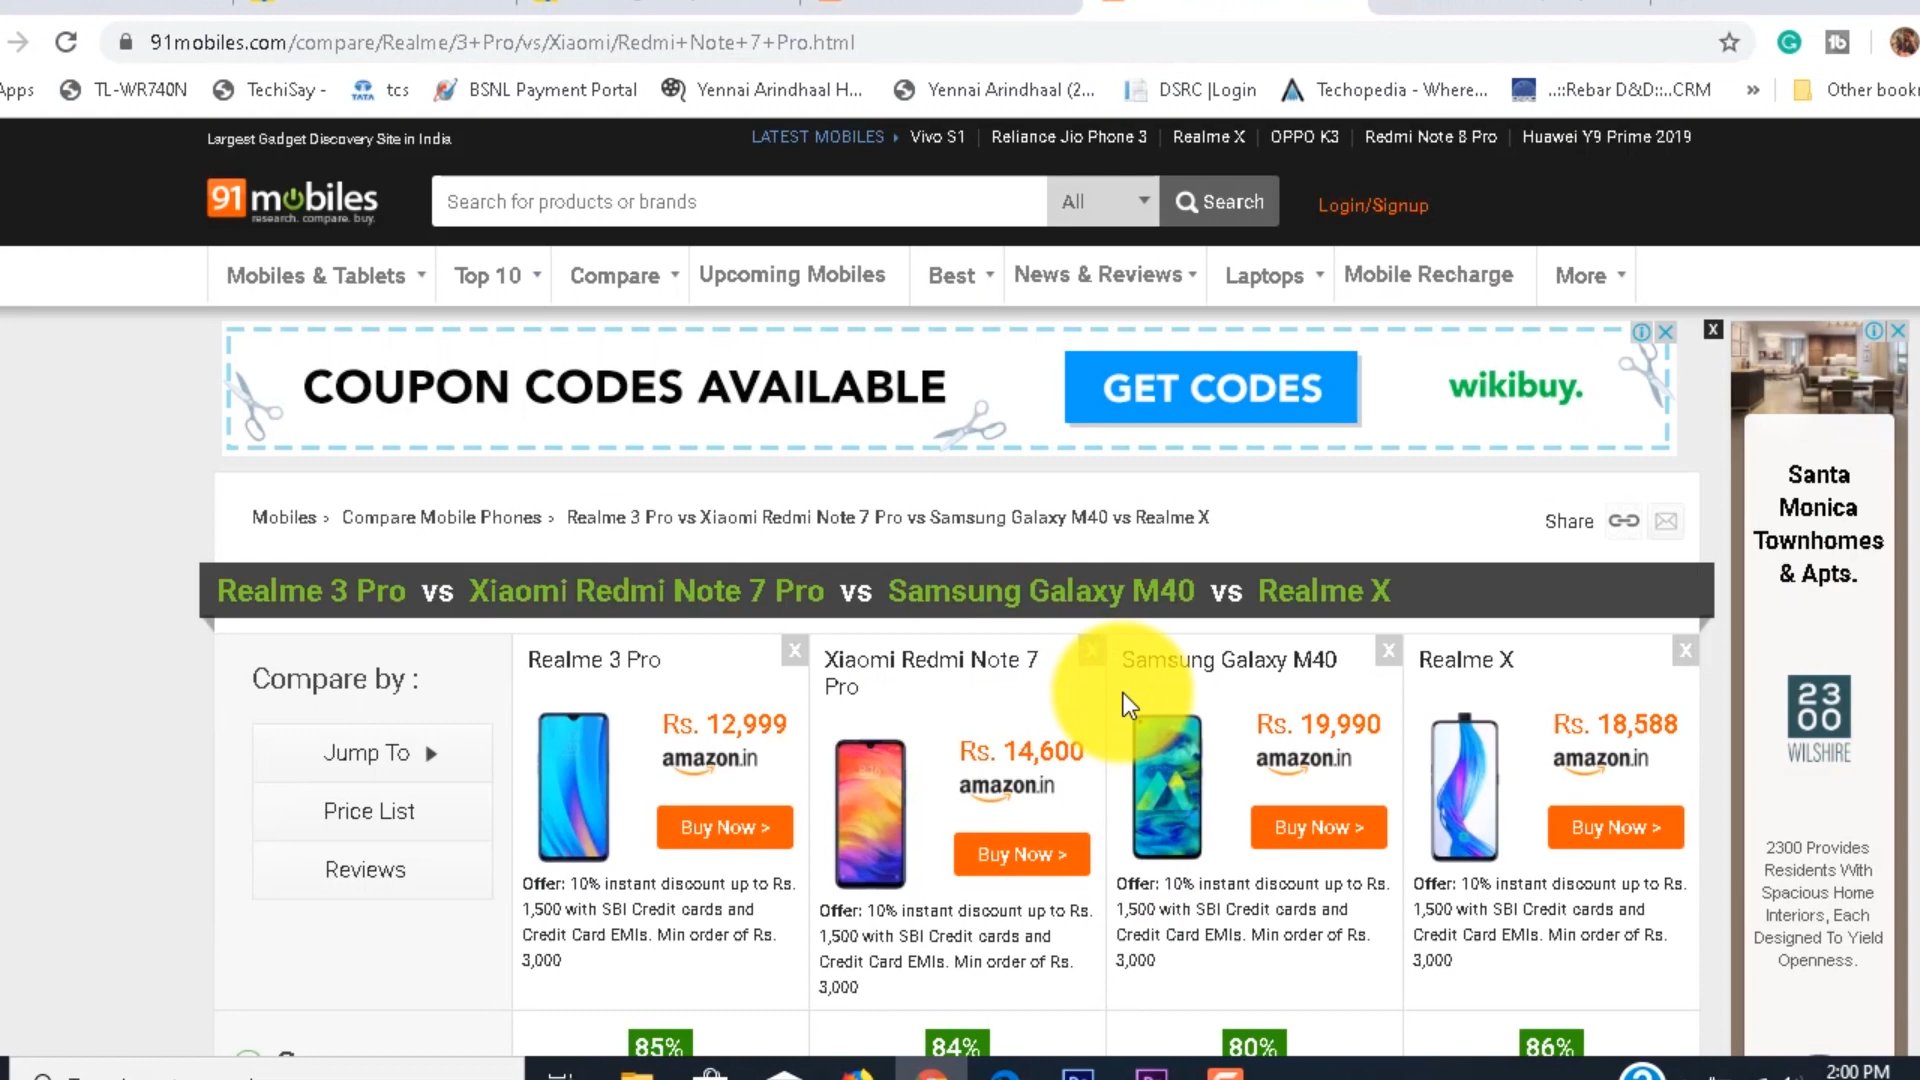 91mobiles.com/compare/Realme/3+Pro/vs/Xiaomi/Redmi+Note+7+Pro.html
Apps TL-WR740N TechiSay - tcs BSNL Payment Portal Yennai Arindhaal H... Yennai Arindhaal (2... DSRC |Login Techopedia - Where... ..::Rebar D&D::..CRM » Other book
Largest Gadget Discovery Site in India
LATEST MOBILES Vivo S1 | Reliance Jio Phone 3 | Realme X | OPPO K3 | Redmi Note 8 Pro | Huawei Y9 Prime 2019
91mobiles
research. compare. buy.
Search for products or brands All Search
Login/Signup
Mobiles & Tablets Top 10 Compare Upcoming Mobiles Best News & Reviews Laptops Mobile Recharge More
COUPON CODES AVAILABLE
GET CODES
wikibuy.
X
Mobiles › Compare Mobile Phones › Realme 3 Pro vs Xiaomi Redmi Note 7 Pro vs Samsung Galaxy M40 vs Realme X
Share
Realme 3 Pro vs Xiaomi Redmi Note 7 Pro vs Samsung Galaxy M40 vs Realme X
Compare by :
Jump To
Price List
Reviews
Realme 3 Pro
X
Rs. 12,999
amazon.in
Buy Now >
Offer: 10% instant discount up to Rs.
1,500 with SBI Credit cards and
Credit Card EMIs. Min order of Rs.
3,000
85%
Xiaomi Redmi Note 7
Pro
X
Rs. 14,600
amazon.in
Buy Now >
Offer: 10% instant discount up to Rs.
1,500 with SBI Credit cards and
Credit Card EMIs. Min order of Rs.
3,000
84%
Samsung Galaxy M40
X
Rs. 19,990
amazon.in
Buy Now >
Offer: 10% instant discount up to Rs.
1,500 with SBI Credit cards and
Credit Card EMIs. Min order of Rs.
3,000
80%
Realme X
X
Rs. 18,588
amazon.in
Buy Now >
Offer: 10% instant discount up to Rs.
1,500 with SBI Credit cards and
Credit Card EMIs. Min order of Rs.
3,000
86%
Santa
Monica
Townhomes
& Apts.
23
00
WILSHIRE
2300 Provides
Residents With
Spacious Home
Interiors, Each
Designed To Yield
Openness.
2:00 PM